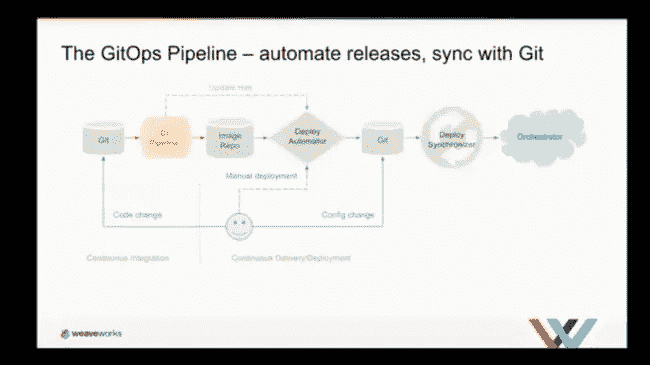 The GitOps Pipeline – automate releases, sync with Git
Update Hint
Git
CI
Pipeline
Image
Repo
Deploy
Automator
Git
Deploy
Synchronizer
Orchestrator
Manual deployment
Code change
Config change
Continuous Integration
Continuous Delivery/Deployment
weaveworks